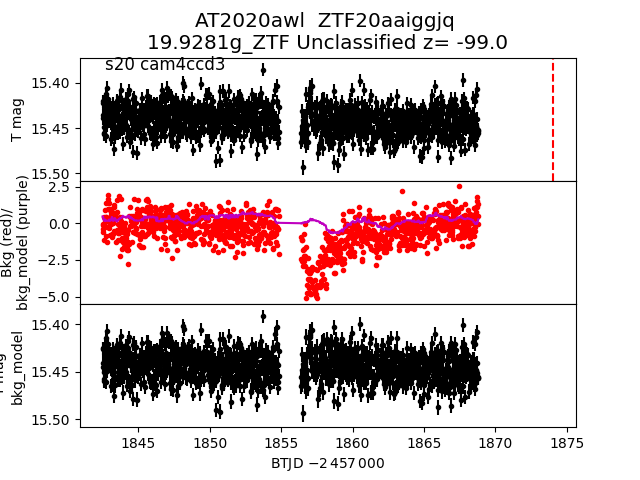 AT2020awl  ZTF20aaiggjq
19.9281g_ZTF Unclassified z= -99.0
s20 cam4ccd3
15.40
15.45
15.50
T mag
2.5
0.0
−2.5
−5.0
Bkg (red)/
bkg_model (purple)
15.40
15.45
15.50
bkg_model
1845 1850 1855 1860 1865 1870 1875
BTJD −2 457 000